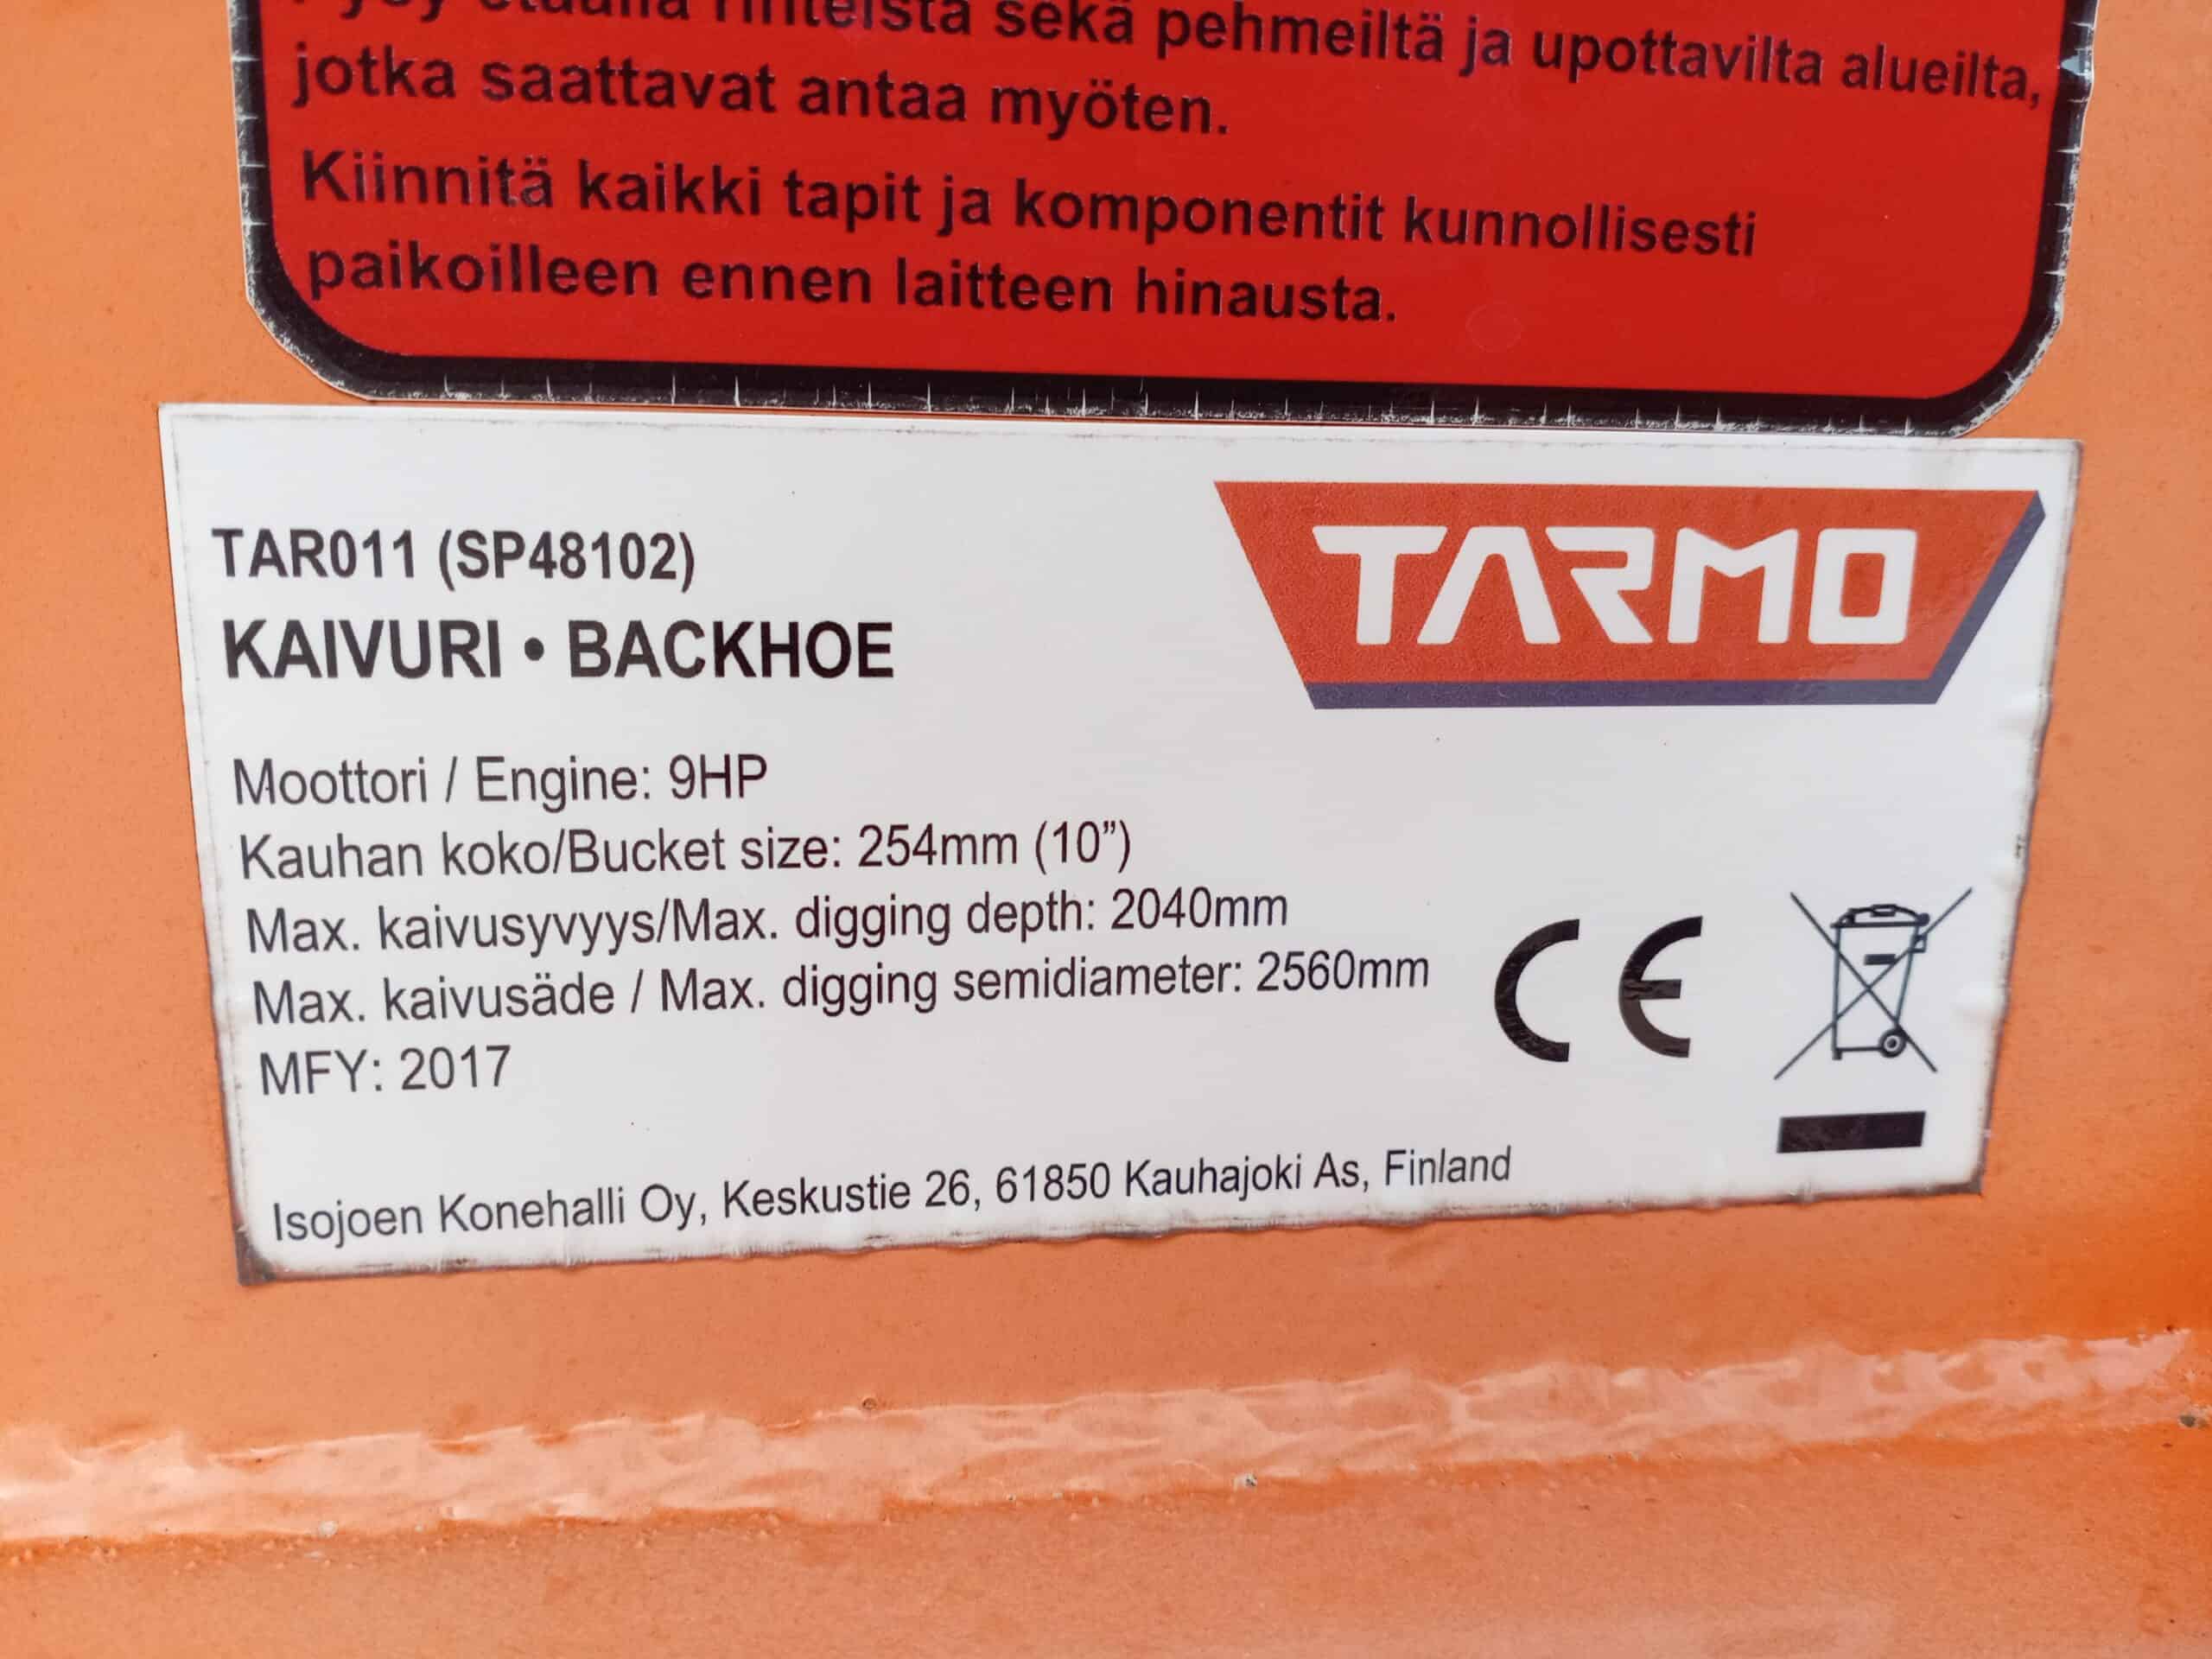 Pysy etäällä rinteistä sekä pehmeiltä ja upottavilta alueilta,
jotka saattavat antaa myöten.
Kiinnitä kaikki tapit ja komponentit kunnollisesti
paikoilleen ennen laitteen hinausta.
TARMO
TAR011 (SP48102)
KAIVURI • BACKHOE
Moottori / Engine: 9HP
Kauhan koko/Bucket size: 254mm (10”)
Max. kaivusyvyys/Max. digging depth: 2040mm
Max. kaivusäde / Max. digging semidiameter: 2560mm
MFY: 2017
CE
Isojoen Konehalli Oy, Keskustie 26, 61850 Kauhajoki As, Finland